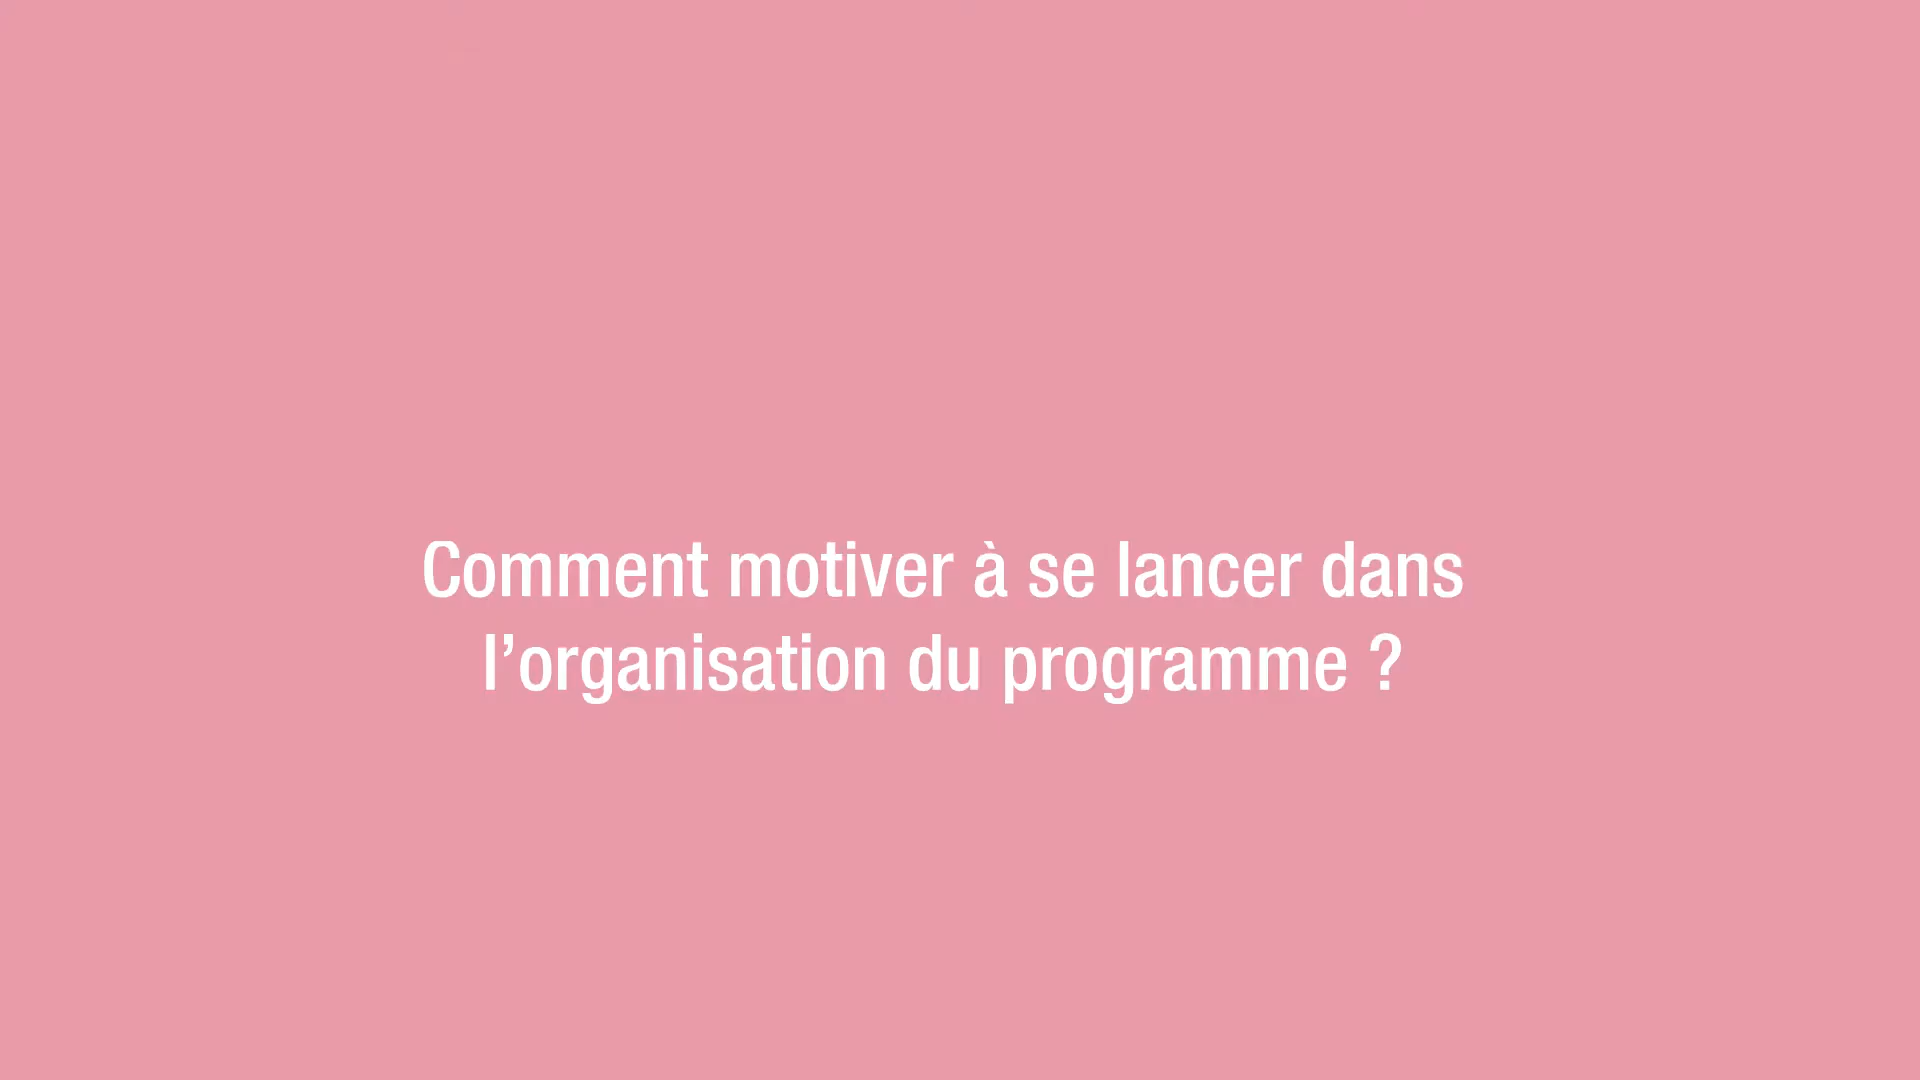 Comment motiver à se lancer dans
l’organisation du programme ?